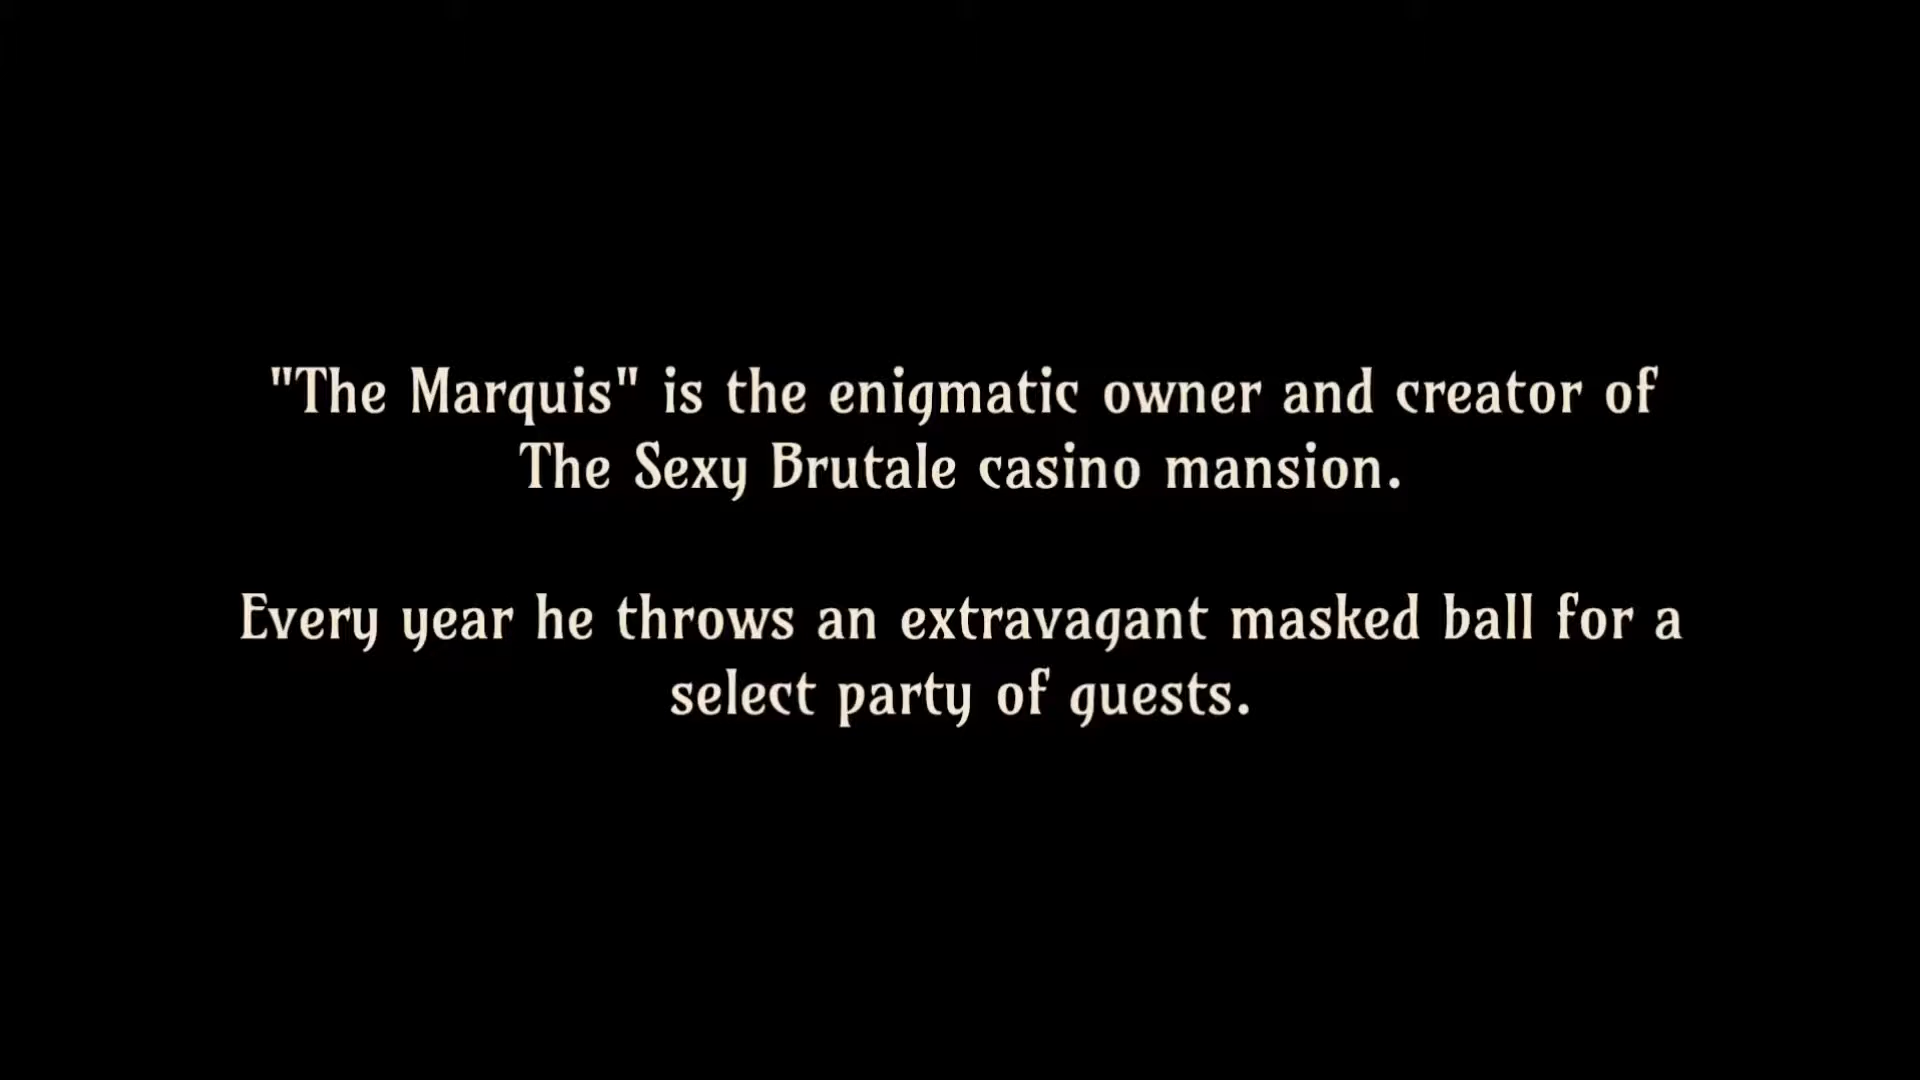 "The Marquis" is the enigmatic owner and creator of
The Sexy Brutale casino mansion.
Every year he throws an extravagant masked ball for a
select party of guests.